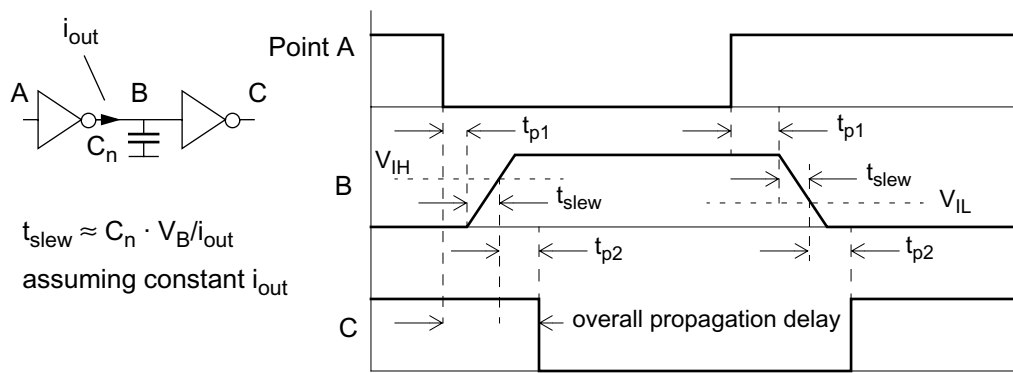 i_out
A
B
C
C_n
t_slew ≈ C_n · V_B/i_out
assuming constant i_out
Point A
t_p1
t_p1
V_IH
B
t_slew
t_slew
V_IL
t_p2
t_p2
C
overall propagation delay